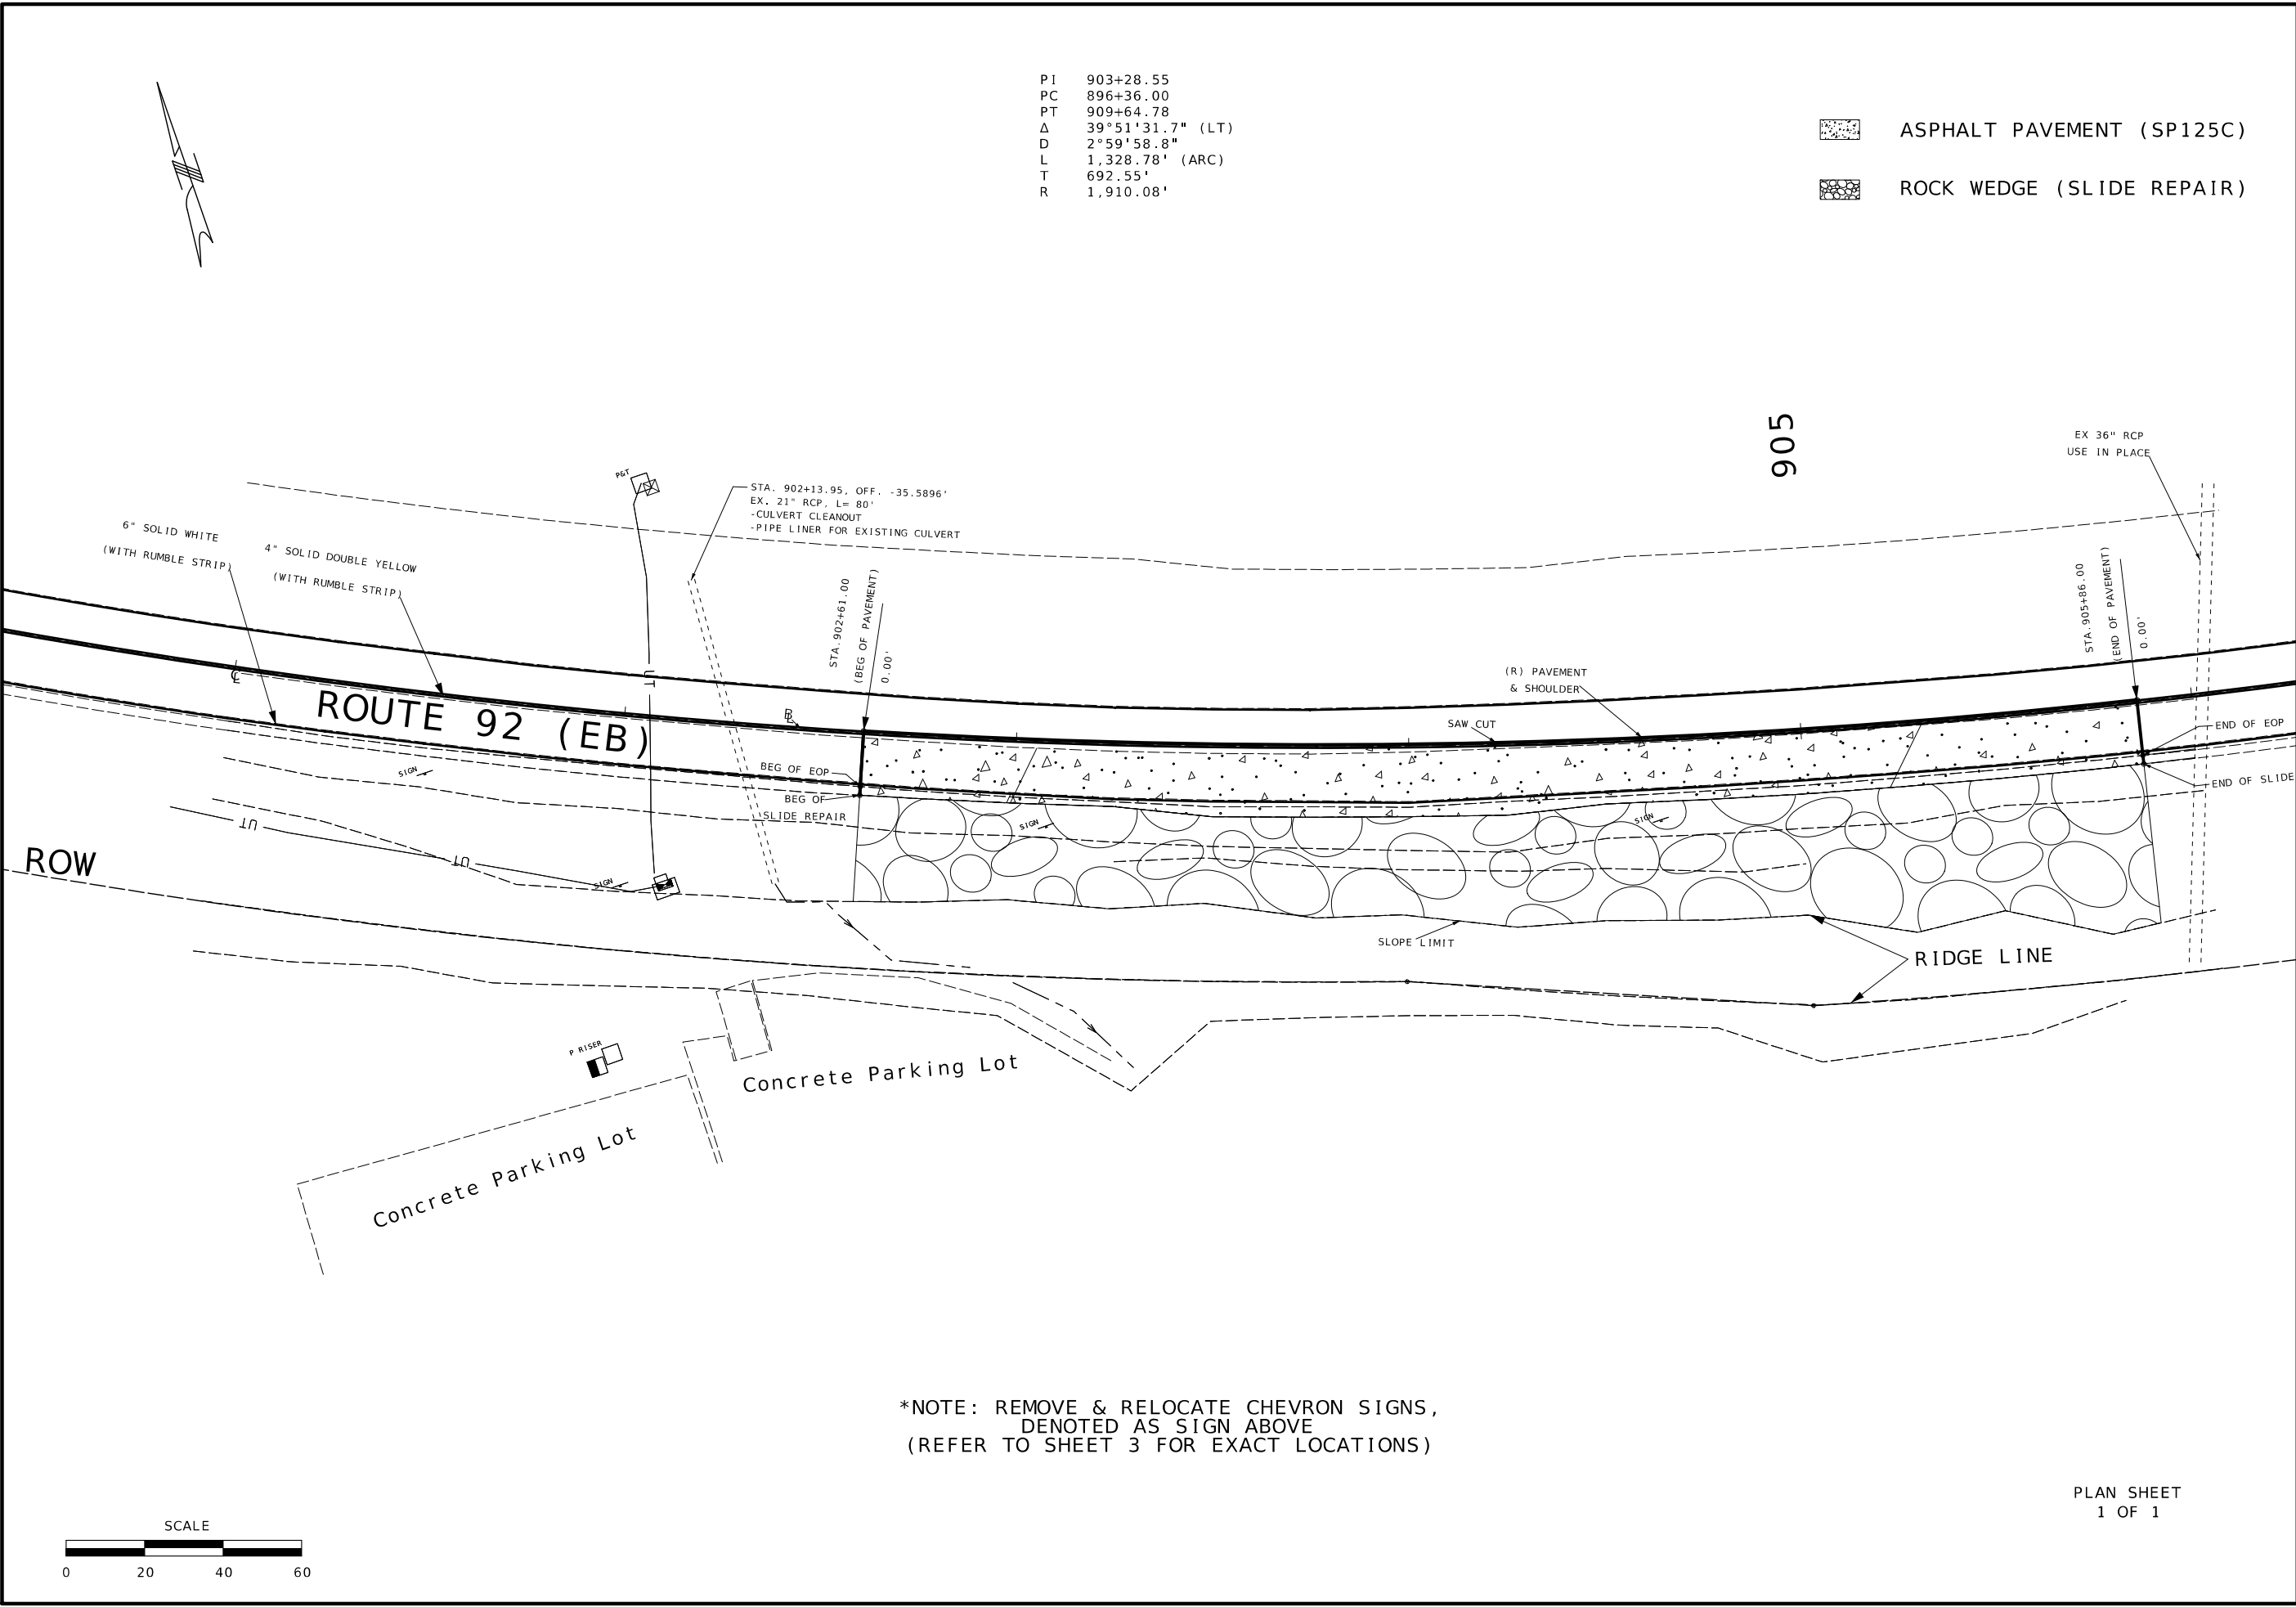 PI 903+28.55
PC 896+36.00
PT 909+64.78
Δ 39°51'31.7" (LT)
D 2°59'58.8"
L 1,328.78' (ARC)
T 692.55'
R 1,910.08'
ASPHALT PAVEMENT (SP125C)
ROCK WEDGE (SLIDE REPAIR)
905
EX 36" RCP
USE IN PLACE
P&T
STA. 902+13.95, OFF. -35.5896'
EX. 21" RCP, L= 80'
-CULVERT CLEANOUT
-PIPE LINER FOR EXISTING CULVERT
6" SOLID WHITE
(WITH RUMBLE STRIP)
4" SOLID DOUBLE YELLOW
(WITH RUMBLE STRIP)
STA.902+61.00
(BEG OF PAVEMENT)
0.00'
STA.905+86.00
(END OF PAVEMENT)
0.00'
℄
UT
ROUTE 92 (EB)
BL
(R) PAVEMENT
& SHOULDER
SAW CUT
END OF EOP
END OF SLIDE
BEG OF EOP
BEG OF
SLIDE REPAIR
SIGN
SIGN
SIGN
SIGN
UT
UT
ROW
SLOPE LIMIT
RIDGE LINE
P RISER
Concrete Parking Lot
Concrete Parking Lot
*NOTE: REMOVE & RELOCATE CHEVRON SIGNS,
DENOTED AS SIGN ABOVE
(REFER TO SHEET 3 FOR EXACT LOCATIONS)
PLAN SHEET
1 OF 1
SCALE
0 20 40 60